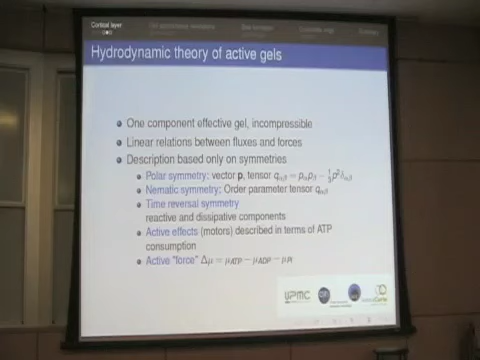 Cortical layer
Hydrodynamic theory of active gels
One component effective gel, incompressible
Linear relations between fluxes and forces
Description based only on symmetries
Polar symmetry: vector p, tensor qαβ = pαpβ − 1/3 p²δαβ
Nematic symmetry: Order parameter tensor qαβ
Time reversal symmetry
reactive and dissipative components
Active effects (motors) described in terms of ATP
consumption
Active "force" Δμ = μATP − μADP − μPi
UPMC